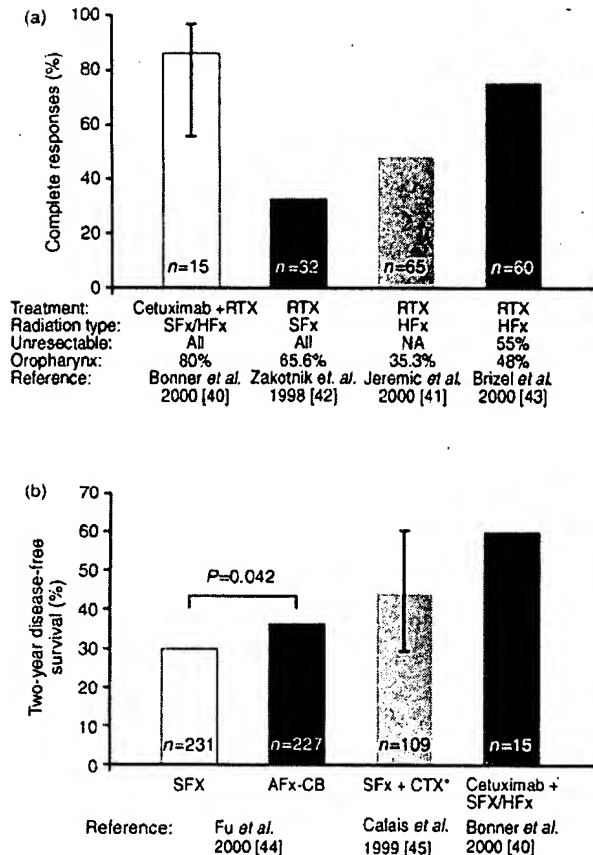 (a)
Complete responses (%)
100
80
60
40
20
0
n=15
n=32
n=65
n=60
Treatment: Cetuximab +RTX RTX RTX RTX
Radiation type: SFx/HFx SFx HFx HFx
Unresectable: All All NA 55%
Oropharynx: 80% 65.6% 35.3% 48%
Reference: Bonner et al. Zakotnik et. al. Jeremic et al. Brizel et al.
2000 [40] 1998 [42] 2000 [41] 2000 [43]
(b)
Two-year disease-free
survival (%)
70
60
50
40
30
20
10
0
P=0.042
n=231
n=227
n=109
n=15
SFX AFx-CB SFx + CTX* Cetuximab +
SFX/HFx
Reference: Fu et al. Calais et al. Bonner et al.
2000 [44] 1999 [45] 2000 [40]